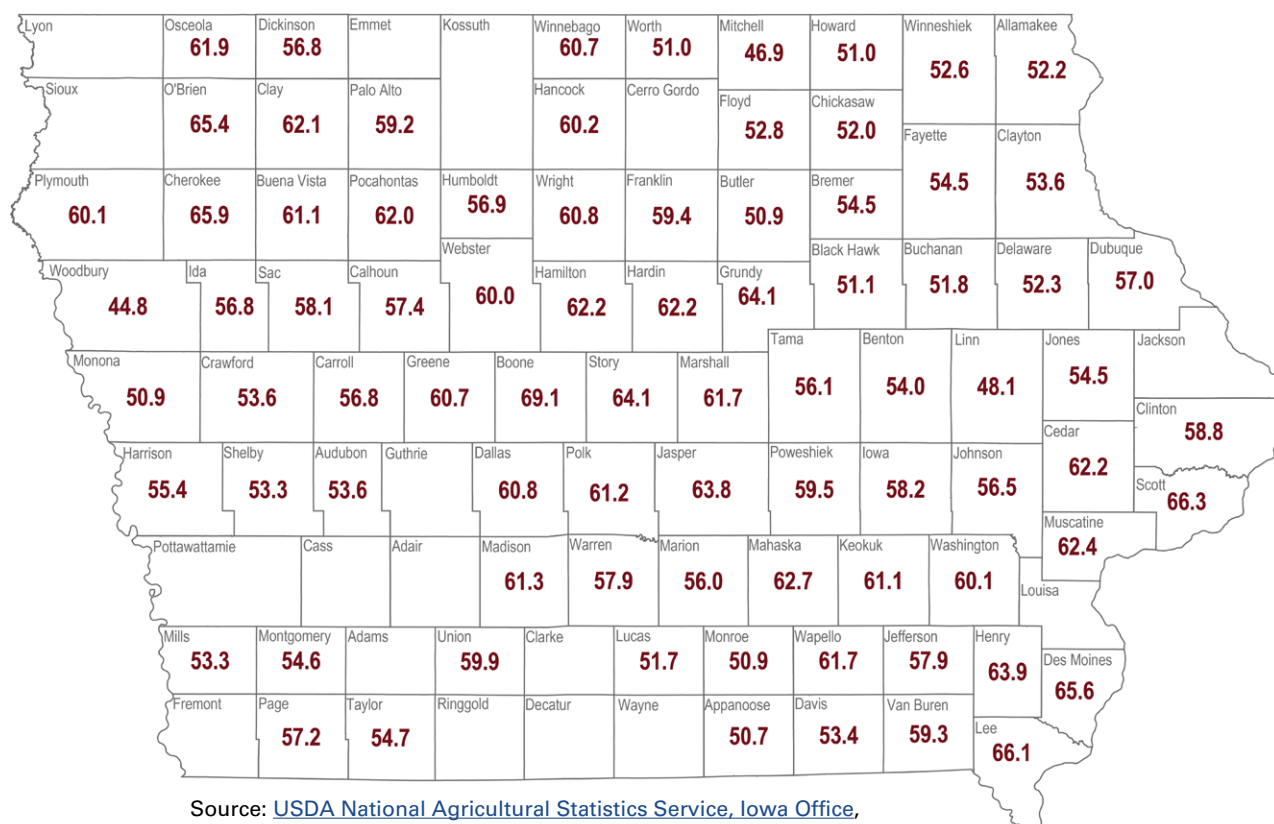 Lyon Osceola Dickinson Emmet Kossuth Winnebago Worth Mitchell Howard Winneshiek Allamakee
61.9 56.8 60.7 51.0 46.9 51.0
52.6 52.2
Sioux O'Brien Clay Palo Alto Hancock Cerro Gordo
Floyd Chickasaw
65.4 62.1 59.2 60.2
52.8 52.0
Fayette Clayton
Plymouth Cherokee Buena Vista Pocahontas Humboldt Wright Franklin Butler Bremer
54.5 53.6
56.9
60.1 65.9 61.1 62.0 60.8 59.4 50.9 54.5
Webster Black Hawk Buchanan Delaware Dubuque
Woodbury Ida Sac Calhoun Hamilton Hardin Grundy
51.1 51.8 52.3 57.0
44.8 56.8 58.1 57.4 60.0 62.2 62.2 64.1
Tama Benton Linn Jones Jackson
Monona Crawford Carroll Greene Boone Story Marshall
56.1 54.0 48.1 54.5
50.9 53.6 56.8 60.7 69.1 64.1 61.7
Clinton
58.8
Cedar
Harrison Shelby Audubon Guthrie Dallas Polk Jasper Poweshiek Iowa Johnson
62.2
55.4 53.3 53.6 60.8 61.2 63.8 59.5 58.2 56.5
Scott
66.3
Muscatine
62.4
Pottawattamie Cass Adair Madison Warren Marion Mahaska Keokuk Washington
61.3 57.9 56.0 62.7 61.1 60.1
Louisa
Mills Montgomery Adams Union Clarke Lucas Monroe Wapello Jefferson Henry
53.3 54.6 59.9 51.7 50.9 61.7 57.9 63.9
Des Moines
65.6
Fremont Page Taylor Ringgold Decatur Wayne Appanoose Davis Van Buren
Lee
57.2 54.7 50.7 53.4 59.3
66.1
Source: USDA National Agricultural Statistics Service, Iowa Office,